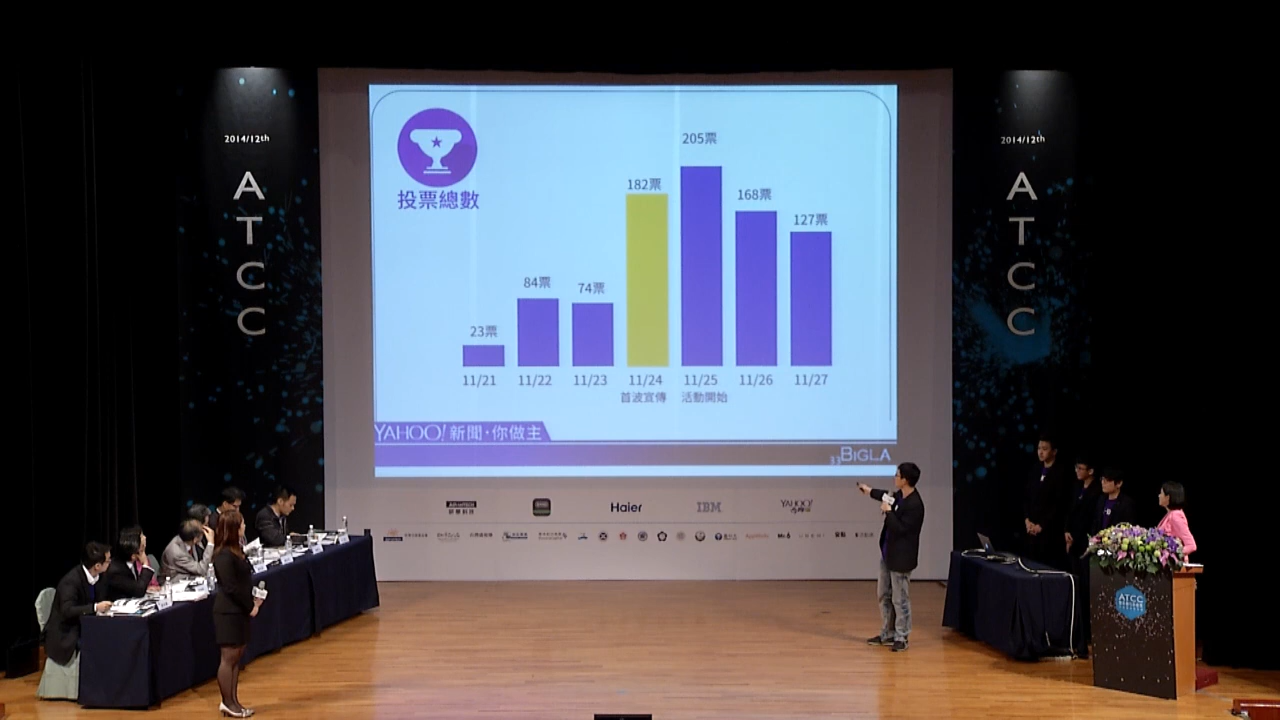 2014/12th
A
T
C
C
投票總數
23票
84票
74票
182票
205票
168票
127票
11/21
11/22
11/23
11/24
11/25
11/26
11/27
首波宣傳
活動開始
YAHOO! 新聞·你做主
33BIGLA
2014/12th
A
T
C
C
Haier
IBM
YAHOO!
ATCC